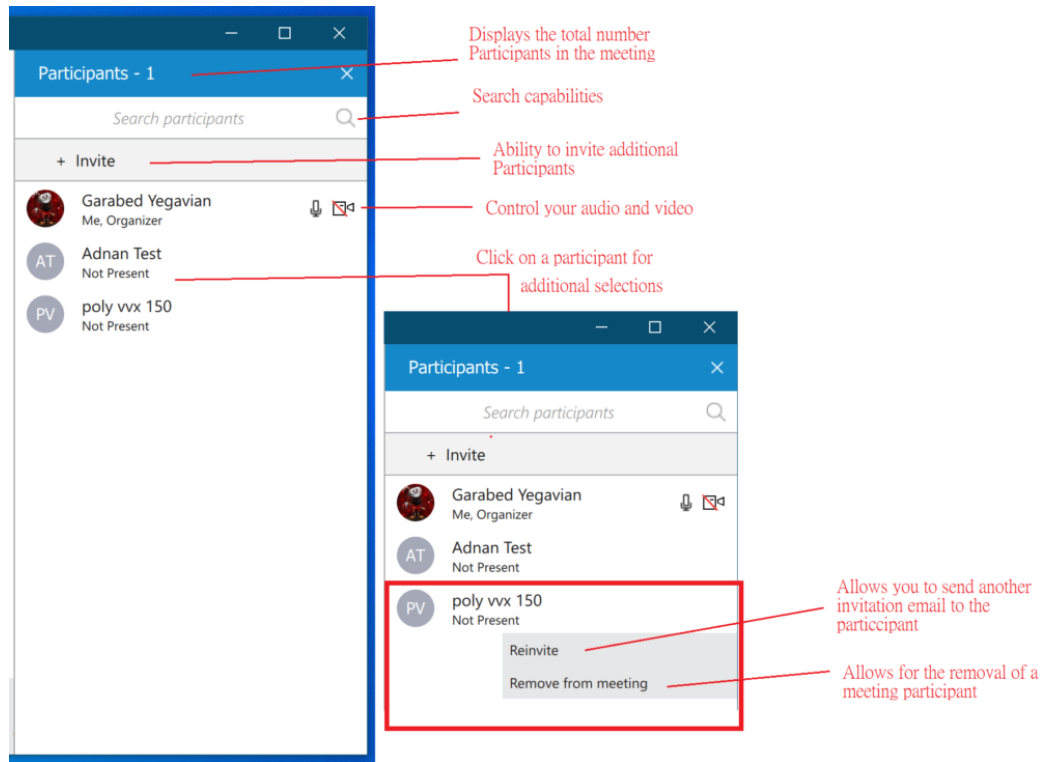 Displays the total number
Participants in the meeting
Participants - 1
Search capabilities
Search participants
Ability to invite additional
Participants
+ Invite
Garabed Yegavian
Me, Organizer
Control your audio and video
AT
Adnan Test
Not Present
Click on a participant for
additional selections
PV
poly vvx 150
Not Present
Participants - 1
Search participants
+ Invite
Garabed Yegavian
Me, Organizer
AT
Adnan Test
Not Present
PV
poly vvx 150
Not Present
Allows you to send another
invitation email to the
particcipant
Reinvite
Remove from meeting
Allows for the removal of a
meeting participant